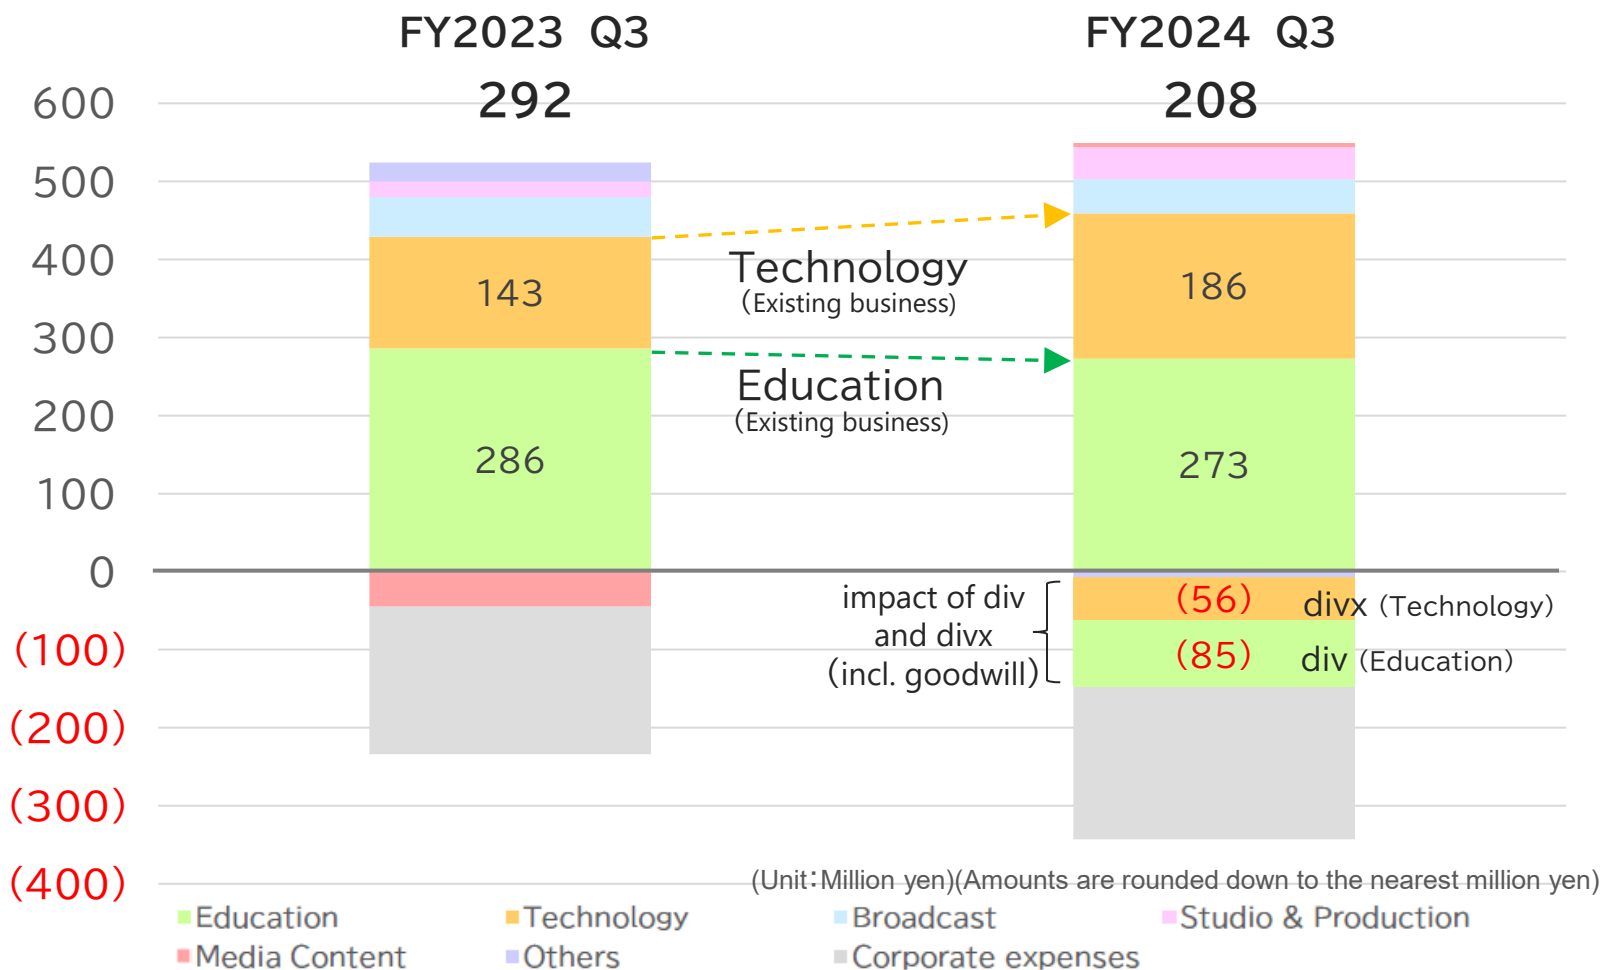 FY2023 Q3
FY2024 Q3
292
208
600
500
400
300
200
100
0
(100)
(200)
(300)
(400)
143
286
Technology
(Existing business)
Education
(Existing business)
186
273
impact of div
and divx
(incl. goodwill)
(56)
divx (Technology)
(85)
div (Education)
(Unit：Million yen)(Amounts are rounded down to the nearest million yen)
Education
Technology
Broadcast
Studio & Production
Media Content
Others
Corporate expenses